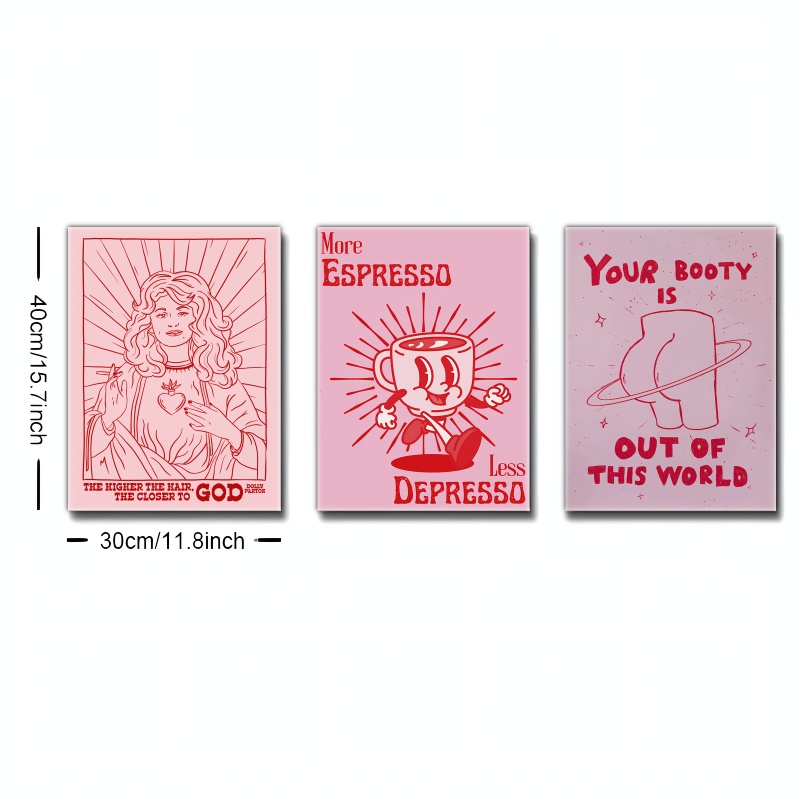 40cm/15.7inch
THE HIGHER THE HAIR,
THE CLOSER TO GOD
DOLLY
PARTON
30cm/11.8inch
More
ESPRESSO
Less
DEPRESSO
YOUR BOOTY
IS
OUT OF
THIS WORLD